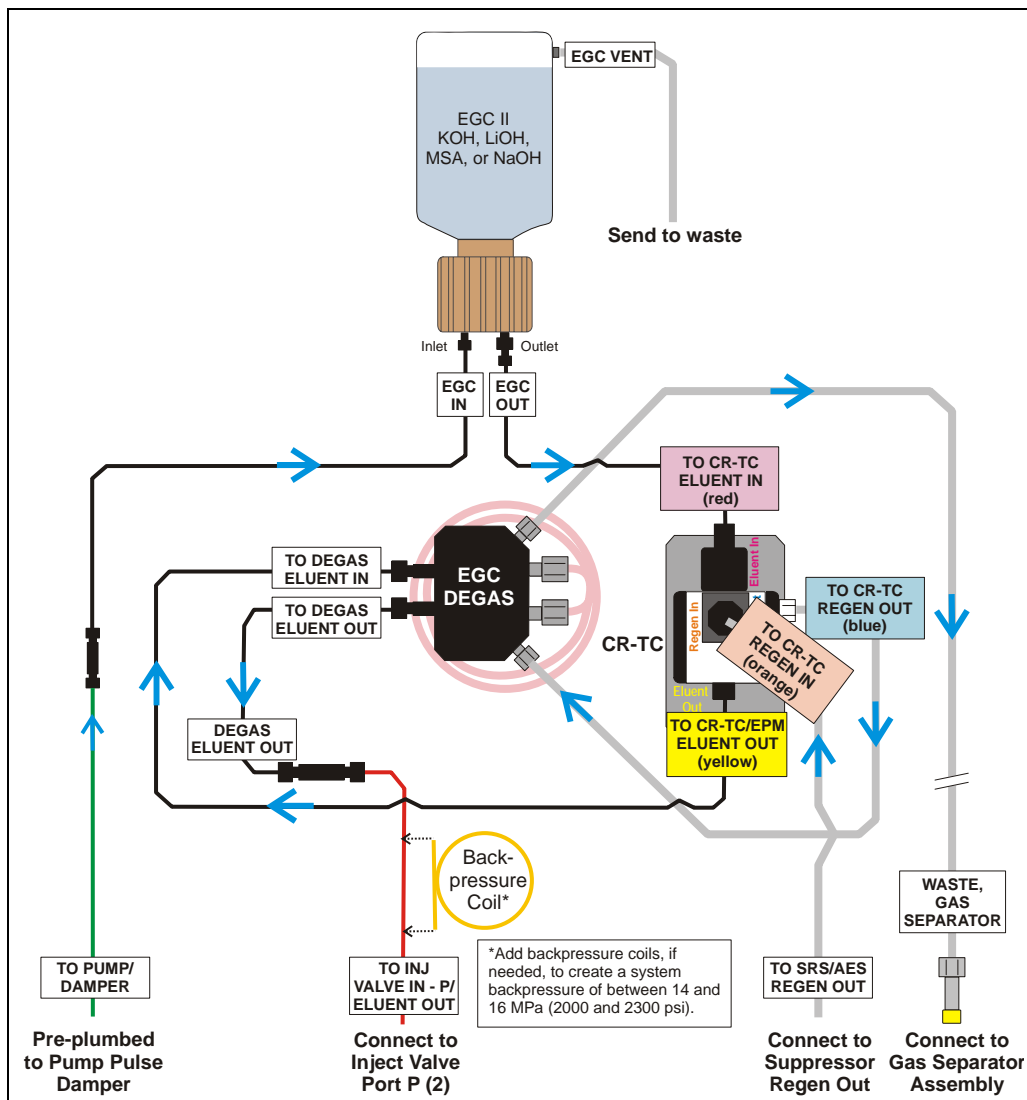 EGC VENT
EGC II
KOH, LiOH,
MSA, or NaOH
Send to waste
Inlet
Outlet
EGC
IN
EGC
OUT
TO CR-TC
ELUENT IN
(red)
TO DEGAS
ELUENT IN
TO DEGAS
ELUENT OUT
EGC
DEGAS
Eluent In
Regen In
CR-TC
TO CR-TC
REGEN OUT
(blue)
TO CR-TC
REGEN IN
(orange)
Eluent
Out
TO CR-TC/EPM
ELUENT OUT
(yellow)
DEGAS
ELUENT OUT
Back-
pressure
Coil*
*Add backpressure coils, if
needed, to create a system
backpressure of between 14 and
16 MPa (2000 and 2300 psi).
WASTE,
GAS
SEPARATOR
TO PUMP/
DAMPER
TO INJ
VALVE IN - P/
ELUENT OUT
TO SRS/AES
REGEN OUT
Pre-plumbed
to Pump Pulse
Damper
Connect to
Inject Valve
Port P (2)
Connect to
Suppressor
Regen Out
Connect to
Gas Separator
Assembly